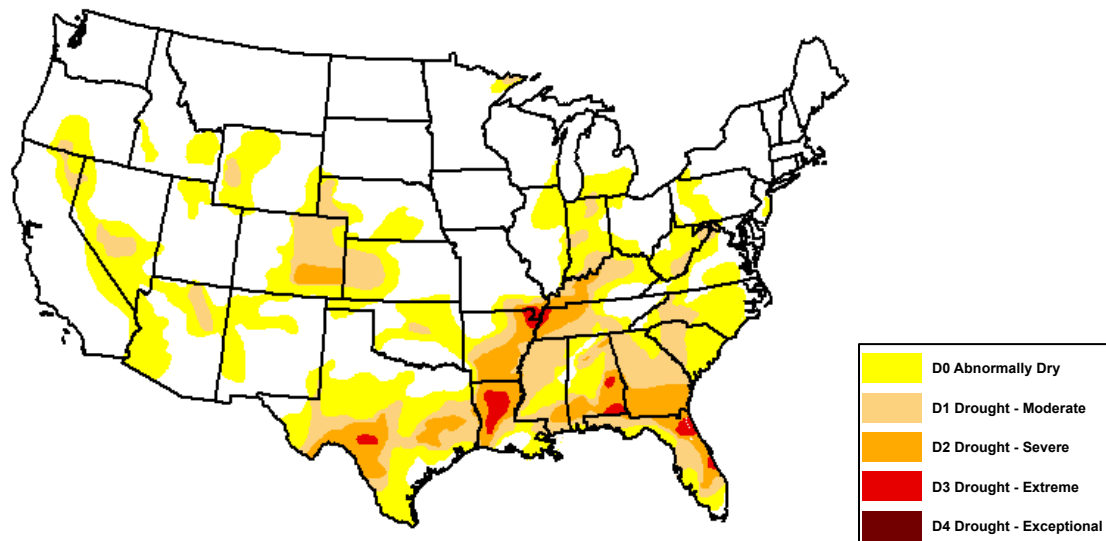 D0 Abnormally Dry
D1 Drought - Moderate
D2 Drought - Severe
D3 Drought - Extreme
D4 Drought - Exceptional